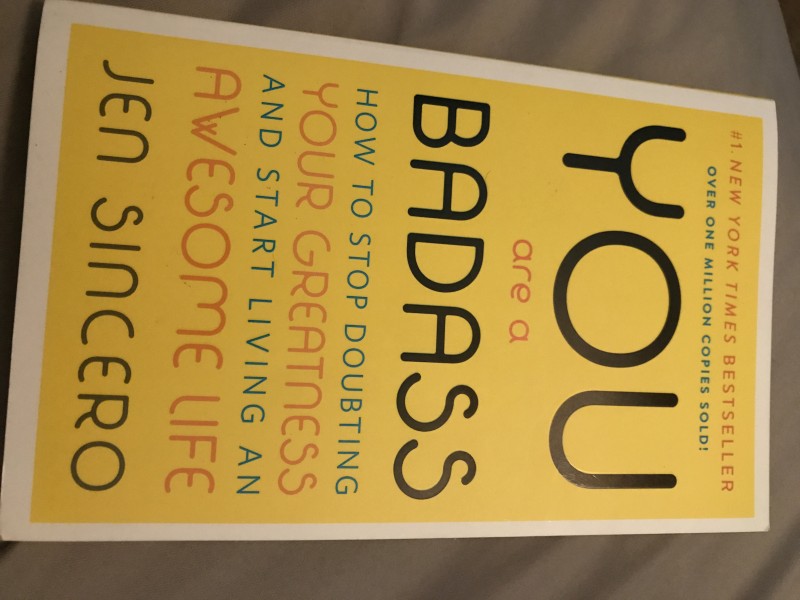 #1 NEW YORK TIMES BESTSELLER
OVER ONE MILLION COPIES SOLD!
YOU
are a
BADASS
HOW TO STOP DOUBTING
YOUR GREATNESS
AND START LIVING AN
AWESOME LIFE
JEN SINCERO